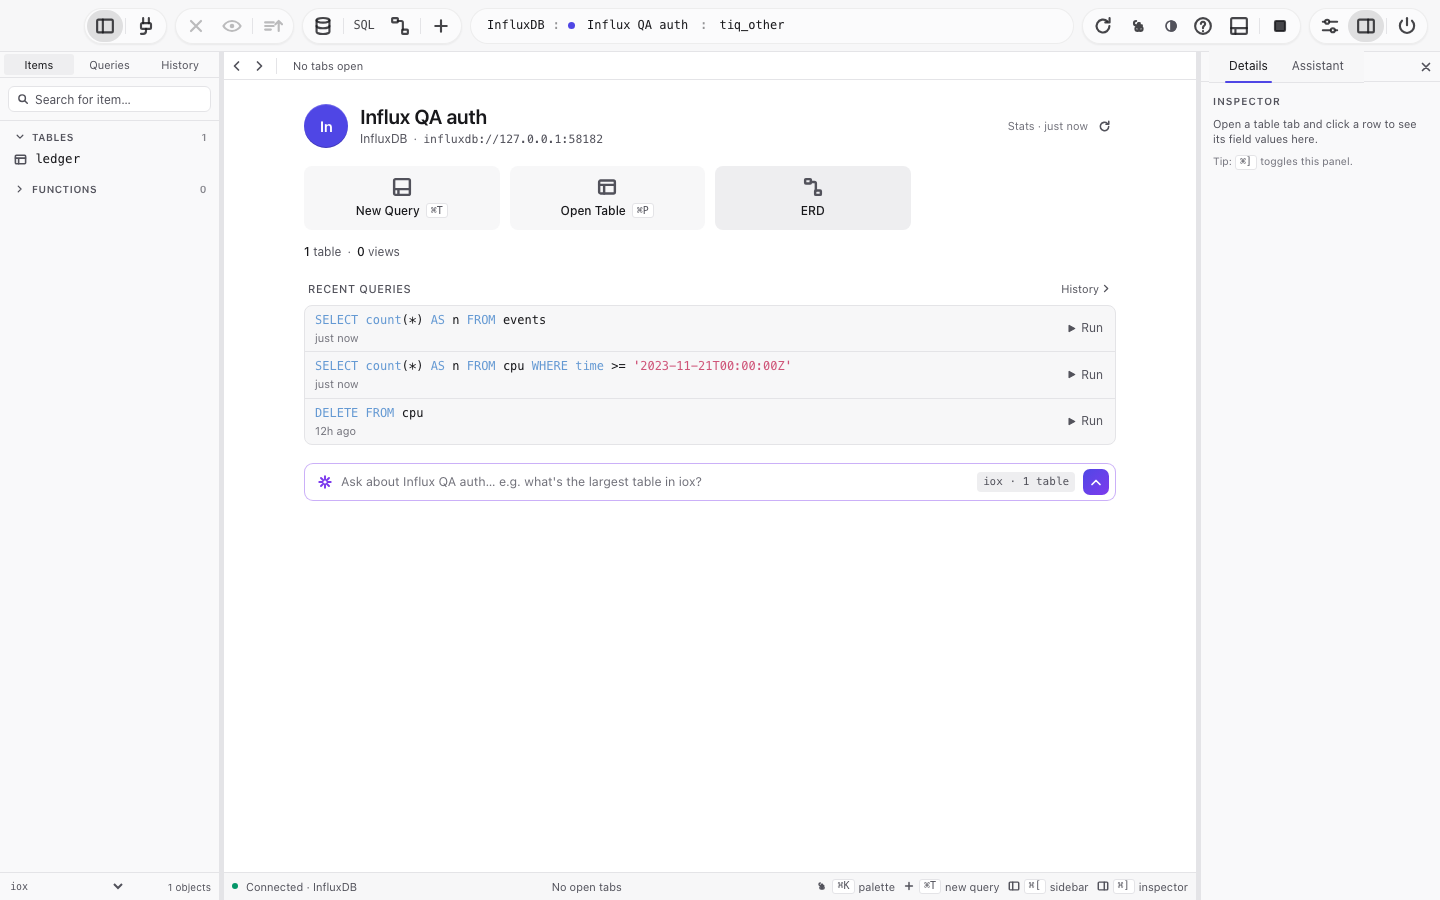 SQL
InfluxDB : Influx QA auth : tiq_other
Items Queries History
Search for item...
TABLES 1
ledger
FUNCTIONS 0
iox 1 objects
No tabs open
In
Influx QA auth
InfluxDB · influxdb://127.0.0.1:58182
Stats · just now
New Query ⌘T
Open Table ⌘P
ERD
1 table · 0 views
RECENT QUERIES History
SELECT count(*) AS n FROM events
just now
Run
SELECT count(*) AS n FROM cpu WHERE time >= '2023-11-21T00:00:00Z'
just now
Run
DELETE FROM cpu
12h ago
Run
Ask about Influx QA auth... e.g. what's the largest table in iox? iox · 1 table
Connected · InfluxDB No open tabs ⌘K palette ⌘T new query ⌘[ sidebar ⌘] inspector
Details Assistant
INSPECTOR
Open a table tab and click a row to see
its field values here.
Tip: ⌘] toggles this panel.